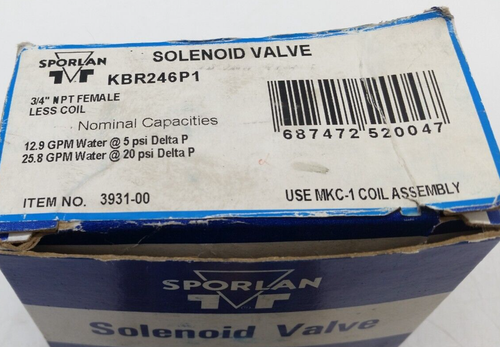 SOLENOID VALVE
SPORLAN
KBR246P1
3/4" NPT FEMALE
LESS COIL
Nominal Capacities
12.9 GPM Water @ 5 psi Delta P
25.8 GPM Water @ 20 psi Delta P
687472 520047
ITEM NO. 3931-00
USE MKC-1 COIL ASSEMBLY
SPORLAN
Solenoid Valve